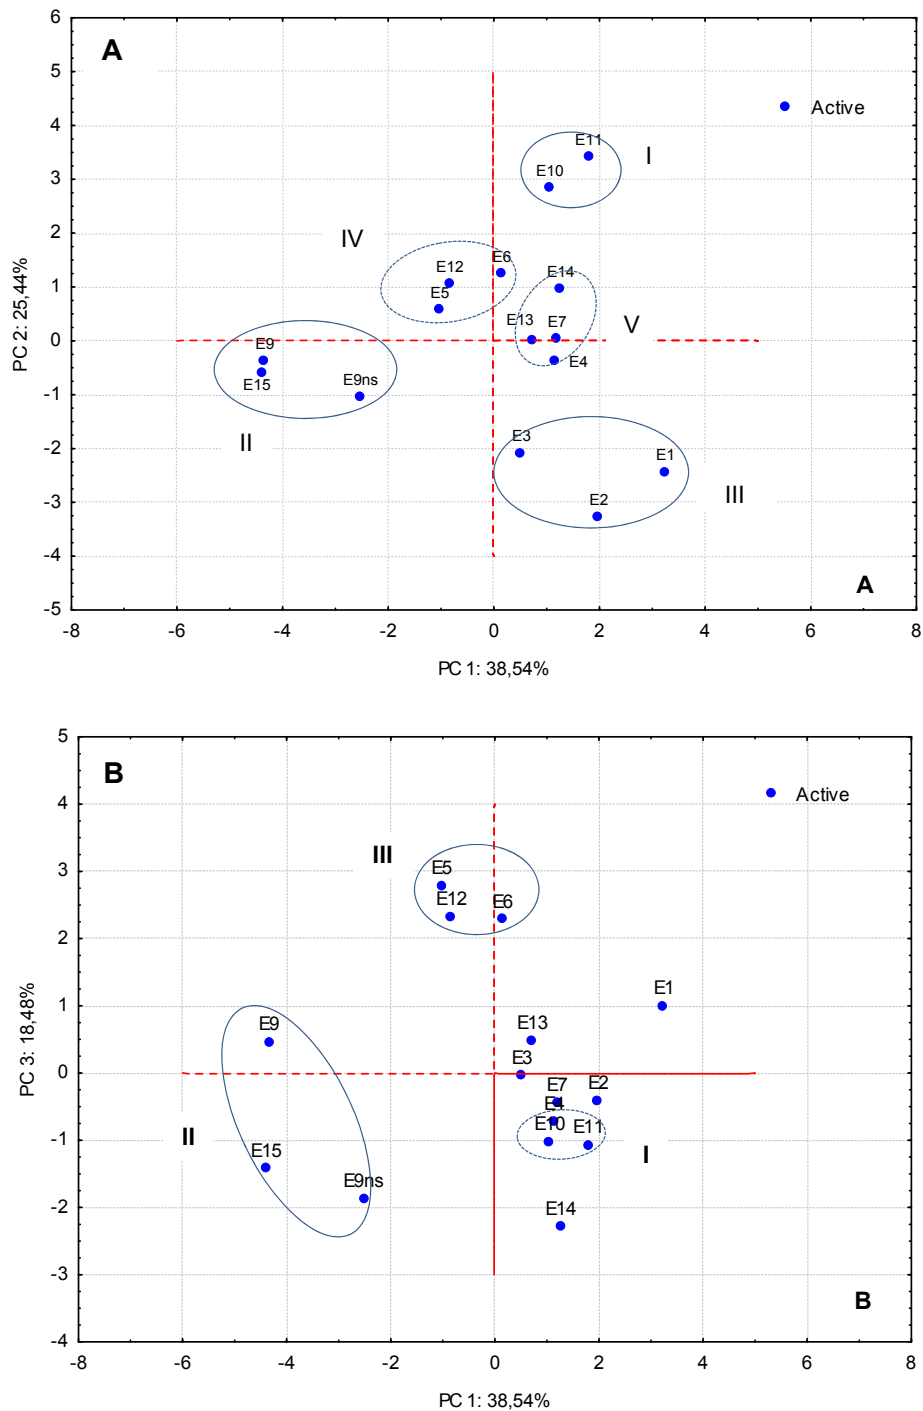 6
A
5
Active
4
E11
I
3
E10
2
IV
E6
E12
E14
1
E5
E13
E7
V
0
E9
E4
E15
E9ns
-1
II
-2
E3
E1
III
E2
-3
-4
A
-5
-8
-6
-4
-2
0
2
4
6
8
PC 2: 25,44%
PC 1: 38,54%
5
B
4
Active
III
3
E5
E12
E6
2
E1
1
E9
E13
E3
0
E7
E2
E4
E10
E11
-1
II
E15
I
E9ns
-2
E14
-3
B
-4
-8
-6
-4
-2
0
2
4
6
8
PC 3: 18,48%
PC 1: 38,54%